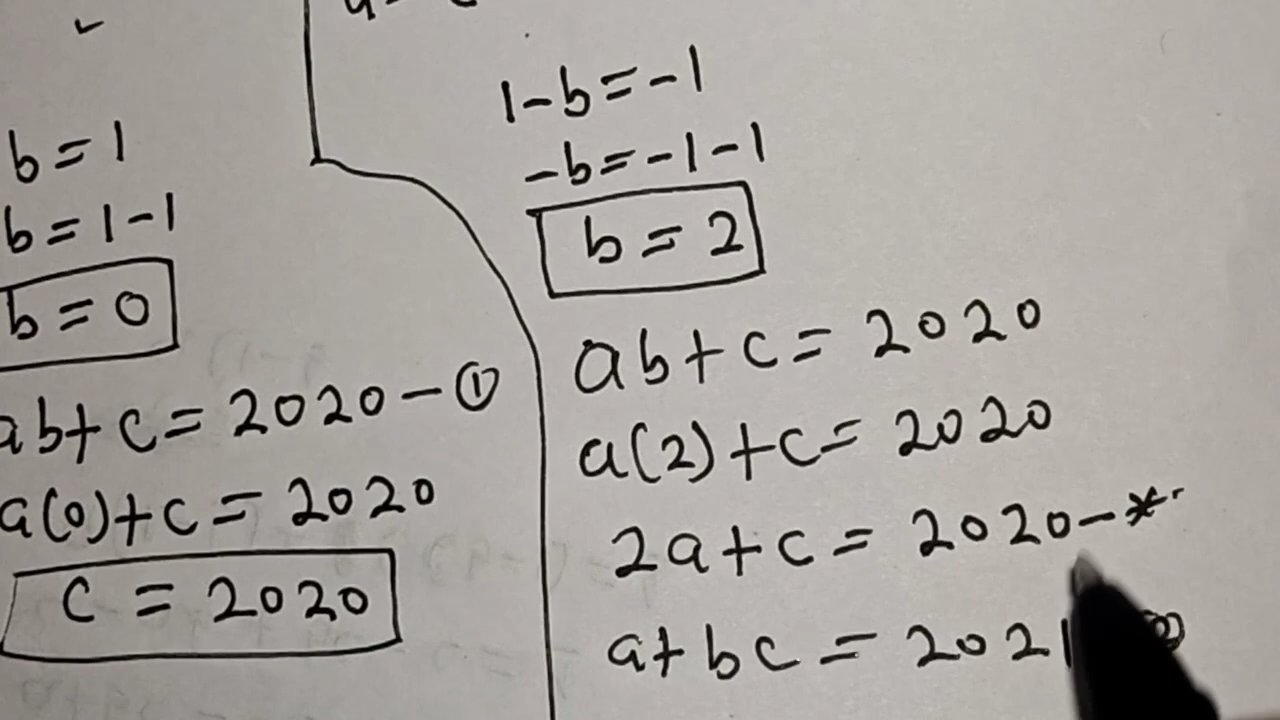 b = 1
b = 1 - 1
b = 0
ab + c = 2020 - ①
a(0) + c = 2020
c = 2020
1 - b = -1
-b = -1 - 1
b = 2
ab + c = 2020
a(2) + c = 2020
2a + c = 2020 - *
a + bc = 2021